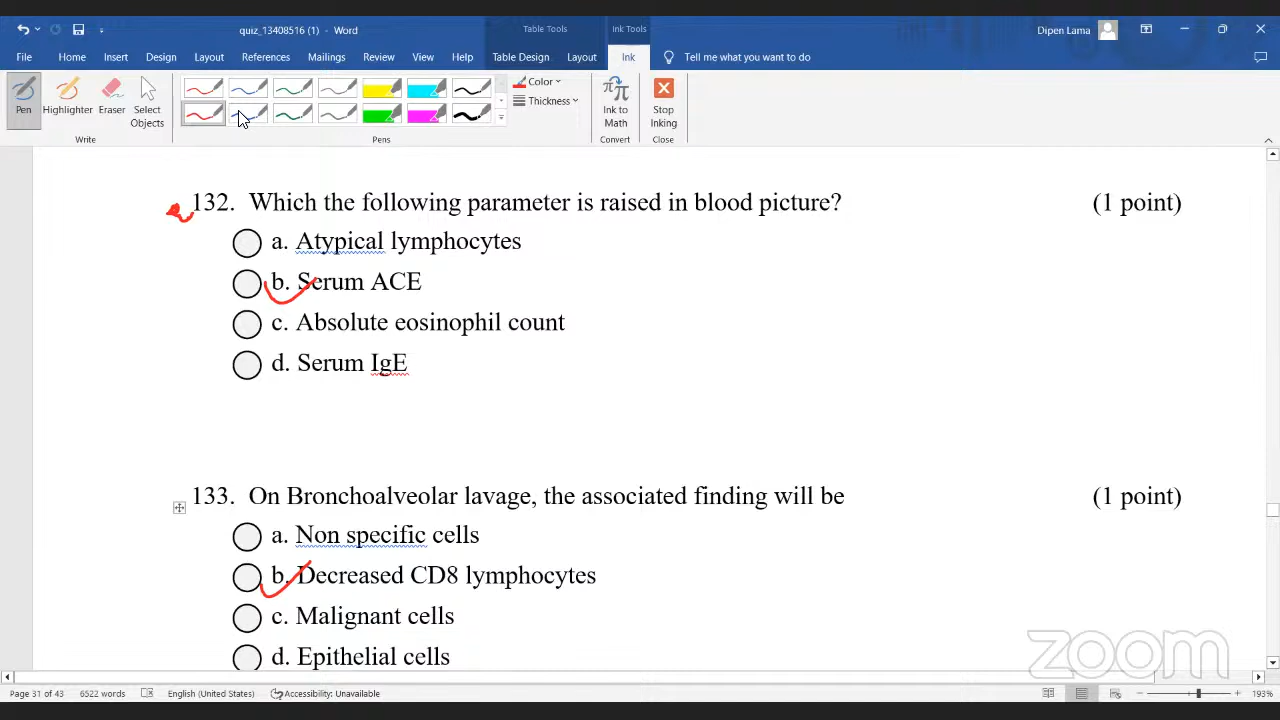 quiz_13408516 (1) - Word
Table Tools
Ink Tools
Dipen Lama
File Home Insert Design Layout References Mailings Review View Help Table Design Layout Ink Tell me what you want to do
Pen
Highlighter
Eraser
Select
Objects
Color
Thickness
Ink to
Math
Stop
Inking
Write
Pens
Convert
Close
132. Which the following parameter is raised in blood picture? (1 point)
a. Atypical lymphocytes
b. Serum ACE
c. Absolute eosinophil count
d. Serum IgE
133. On Bronchoalveolar lavage, the associated finding will be (1 point)
a. Non specific cells
b. Decreased CD8 lymphocytes
c. Malignant cells
d. Epithelial cells
zoom
Page 31 of 43 6522 words English (United States) Accessibility: Unavailable 193%